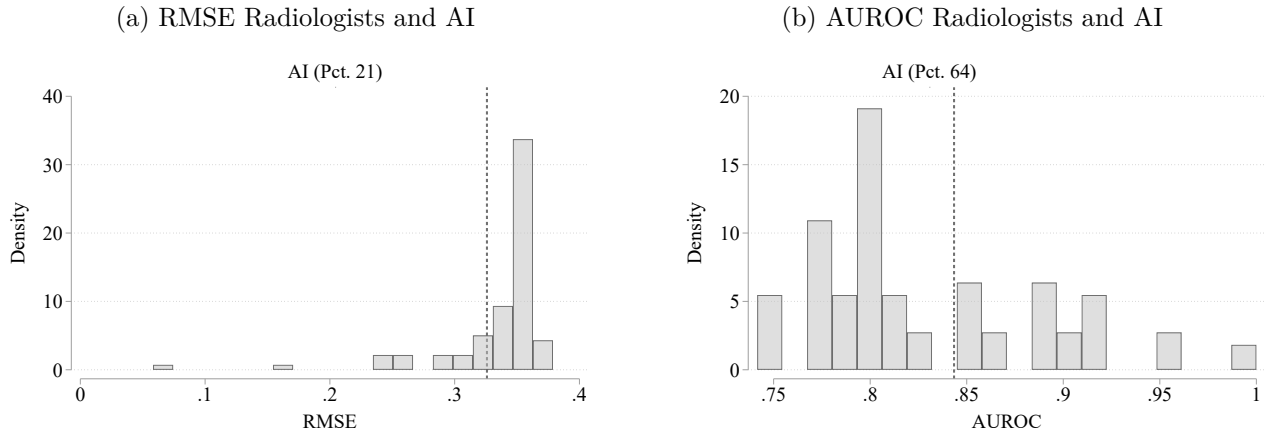 (a) RMSE Radiologists and AI
AI (Pct. 21)
40
30
20
10
0
Density
0 .1 .2 .3 .4
RMSE
(b) AUROC Radiologists and AI
AI (Pct. 64)
20
15
10
5
0
Density
.75 .8 .85 .9 .95 1
AUROC